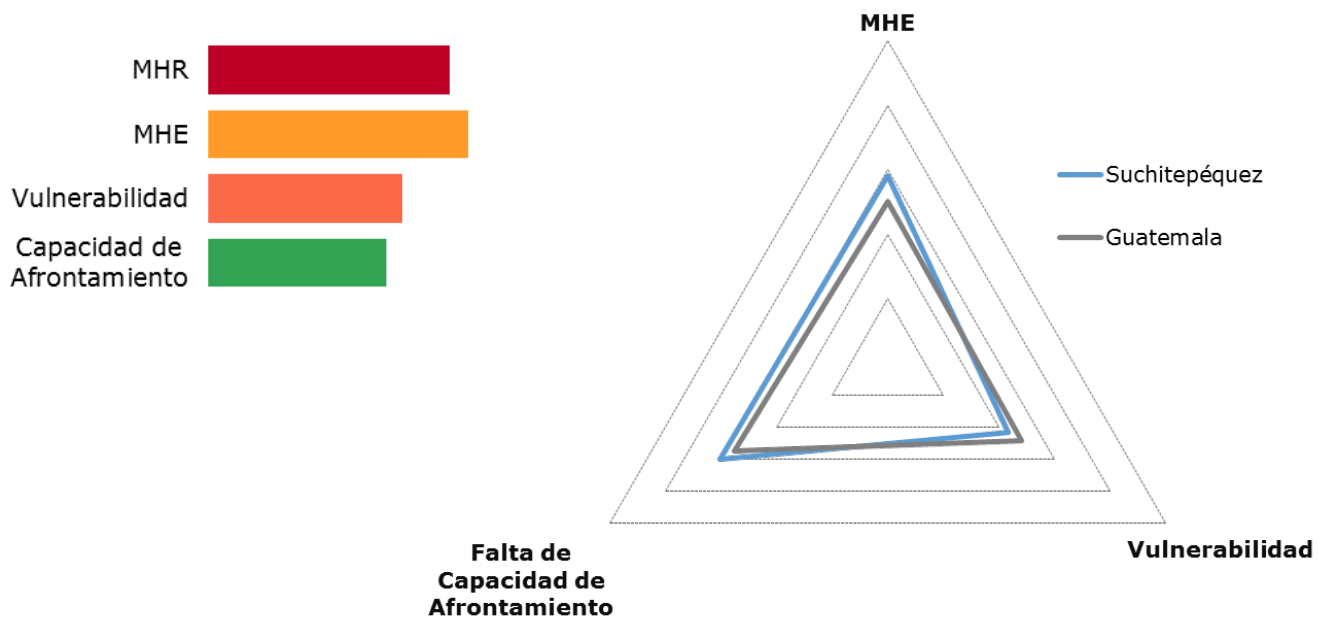 MHR
MHE
Vulnerabilidad
Capacidad de
Afrontamiento
MHE
Suchitepéquez
Guatemala
Falta de
Capacidad de
Afrontamiento
Vulnerabilidad